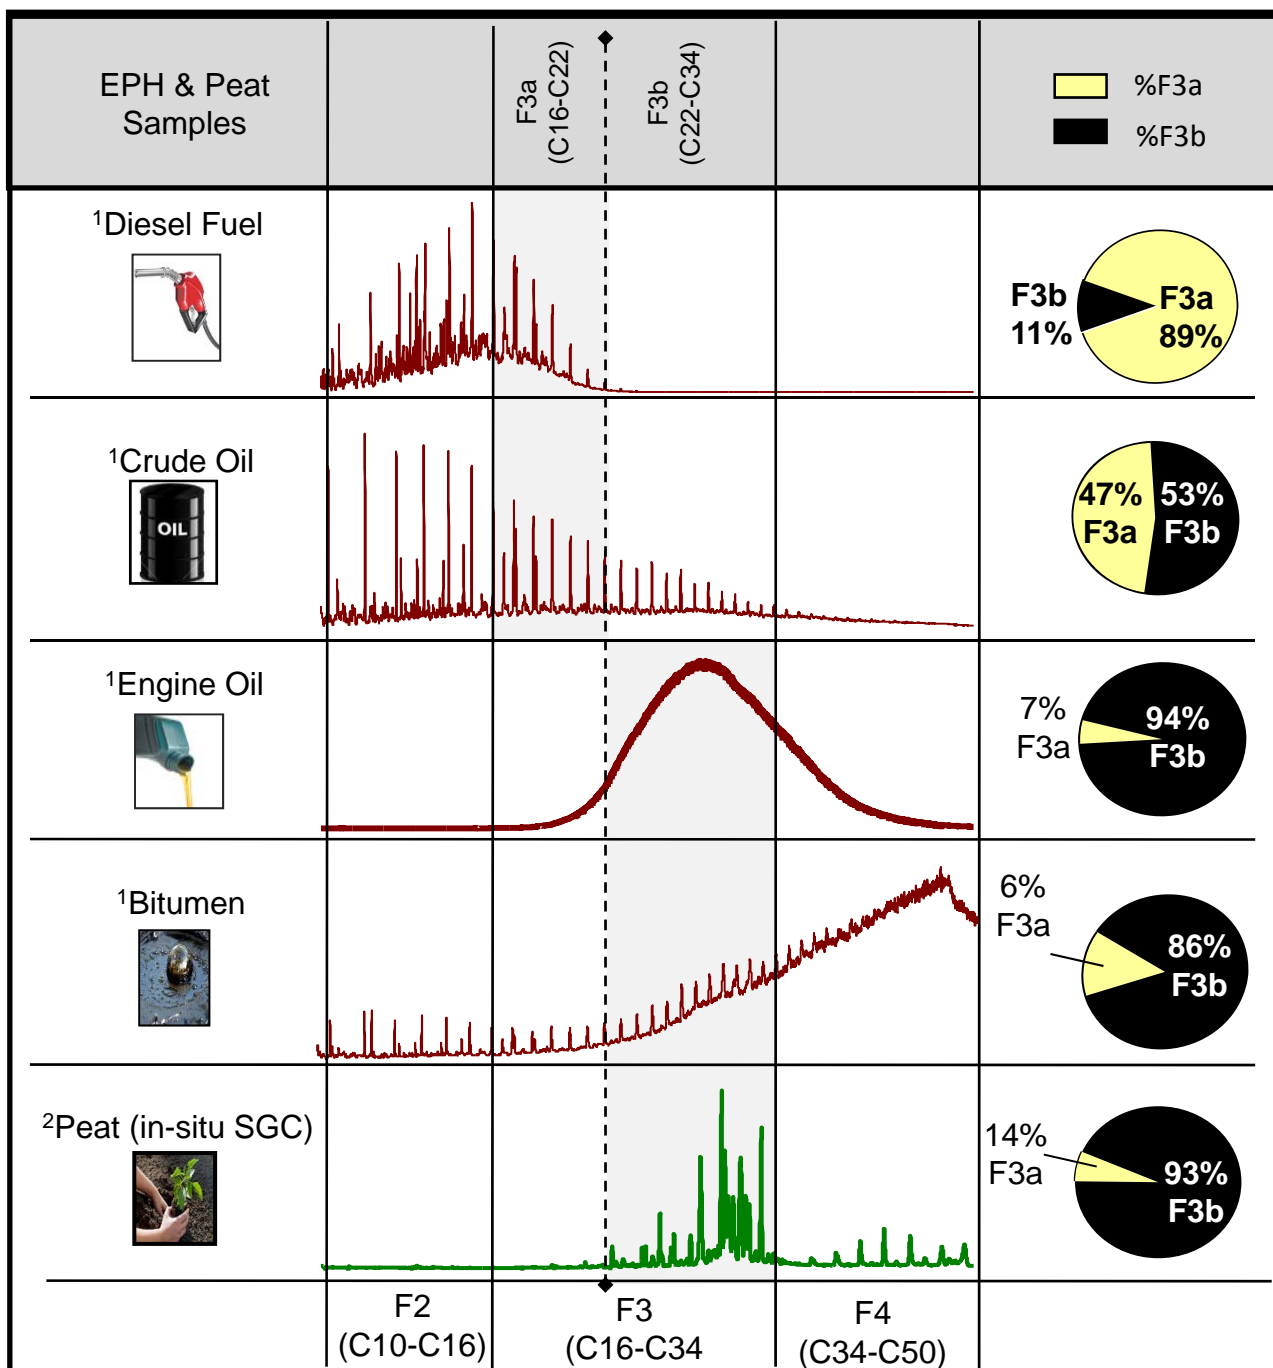 EPH & Peat
Samples
F3a
(C16-C22)
F3b
(C22-C34)
%F3a
%F3b
¹Diesel Fuel
F3b
11%
F3a
89%
¹Crude Oil
OIL
47%
F3a
53%
F3b
¹Engine Oil
7%
F3a
94%
F3b
¹Bitumen
6%
F3a
86%
F3b
²Peat (in-situ SGC)
14%
F3a
93%
F3b
F2
(C10-C16)
F3
(C16-C34
F4
(C34-C50)